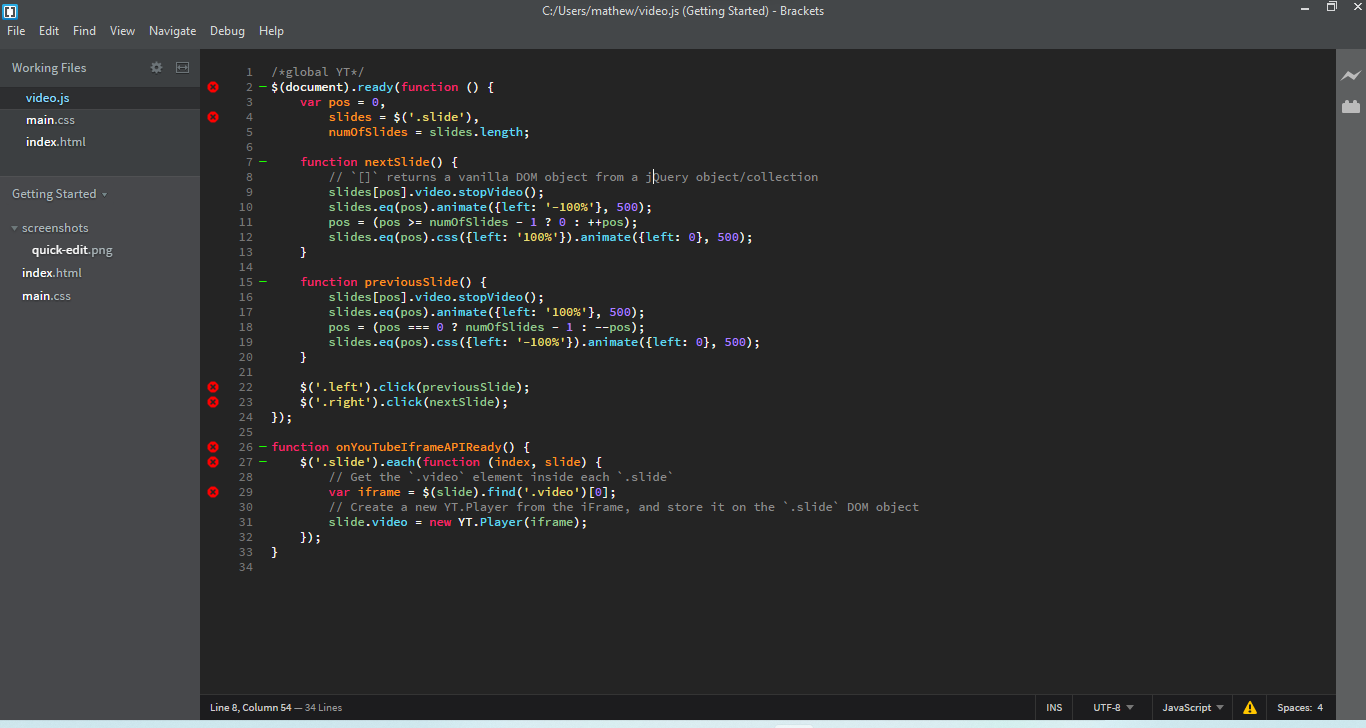 C:/Users/mathew/video.js (Getting Started) - Brackets
File Edit Find View Navigate Debug Help
Working Files
video.js
main.css
index.html
Getting Started
screenshots
quick-edit.png
index.html
main.css
1 /*global YT*/
2 $(document).ready(function () {
3     var pos = 0,
4         slides = $('.slide'),
5         numOfSlides = slides.length;
6
7     function nextSlide() {
8         // `[]` returns a vanilla DOM object from a jQuery object/collection
9         slides[pos].video.stopVideo();
10         slides.eq(pos).animate({left: '-100%'}, 500);
11         pos = (pos >= numOfSlides - 1 ? 0 : ++pos);
12         slides.eq(pos).css({left: '100%'}).animate({left: 0}, 500);
13     }
14
15     function previousSlide() {
16         slides[pos].video.stopVideo();
17         slides.eq(pos).animate({left: '100%'}, 500);
18         pos = (pos === 0 ? numOfSlides - 1 : --pos);
19         slides.eq(pos).css({left: '-100%'}).animate({left: 0}, 500);
20     }
21
22     $('.left').click(previousSlide);
23     $('.right').click(nextSlide);
24 });
25
26 function onYouTubeIframeAPIReady() {
27     $('.slide').each(function (index, slide) {
28         // Get the `.video` element inside each `.slide`
29         var iframe = $(slide).find('.video')[0];
30         // Create a new YT.Player from the iFrame, and store it on the `.slide` DOM object
31         slide.video = new YT.Player(iframe);
32     });
33 }
34
Line 8, Column 54 — 34 Lines
INS UTF-8 JavaScript Spaces: 4